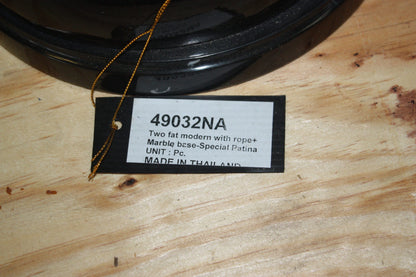 49032NA
Two fat modern with rope+
Marble base-Special Patina
UNIT : Pc.
MADE IN THAILAND